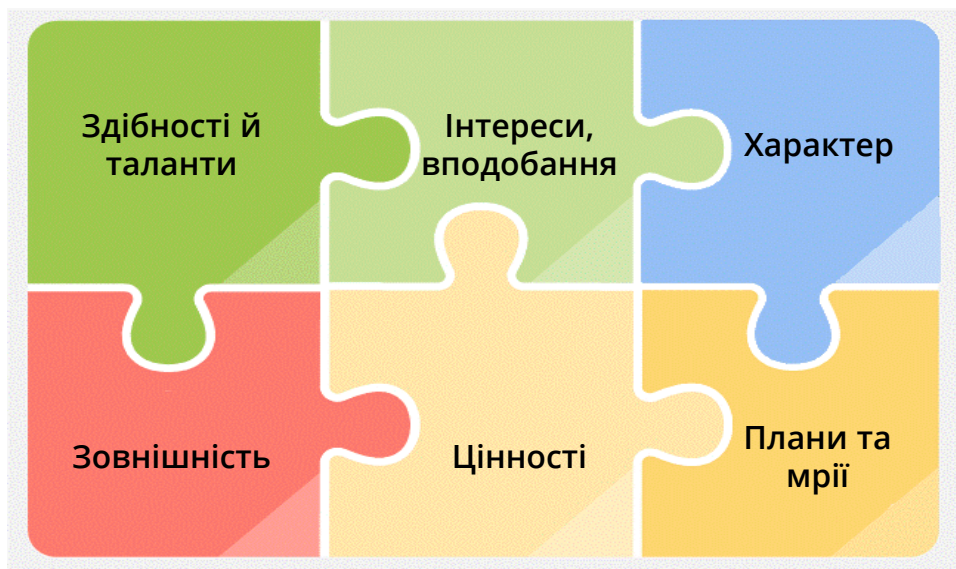 Здібності й
таланти
Інтереси,
вподобання
Характер
Зовнішність
Цінності
Плани та
мрії